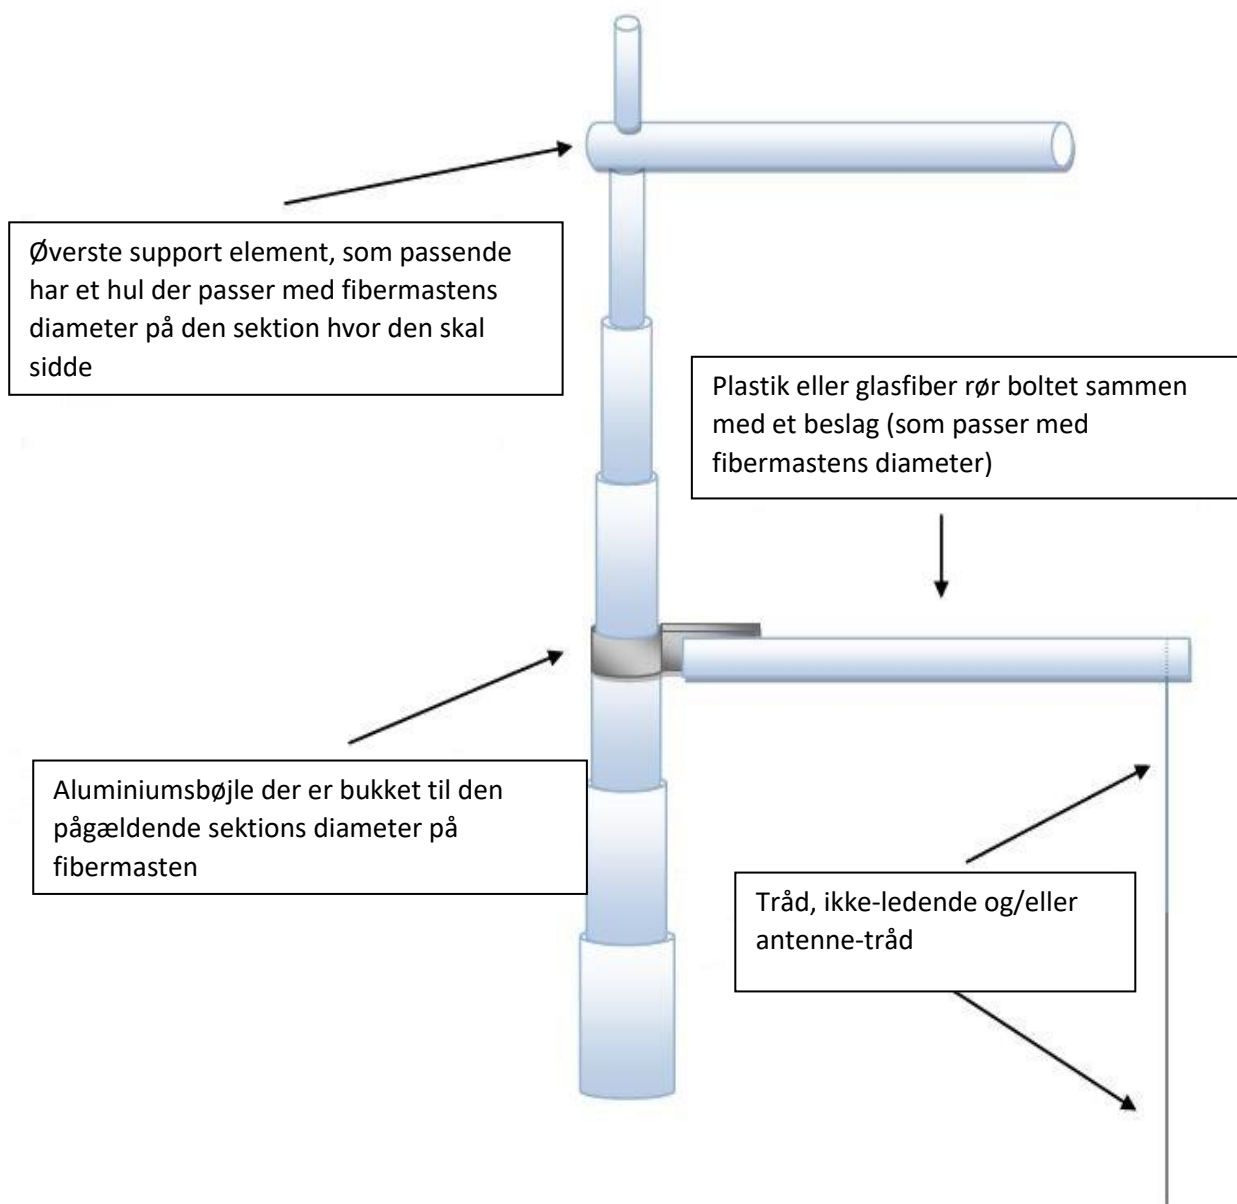 Øverste support element, som passende
har et hul der passer med fibermastens
diameter på den sektion hvor den skal
sidde
Plastik eller glasfiber rør boltet sammen
med et beslag (som passer med
fibermastens diameter)
Aluminiumsbøjle der er bukket til den
pågældende sektions diameter på
fibermasten
Tråd, ikke-ledende og/eller
antenne-tråd